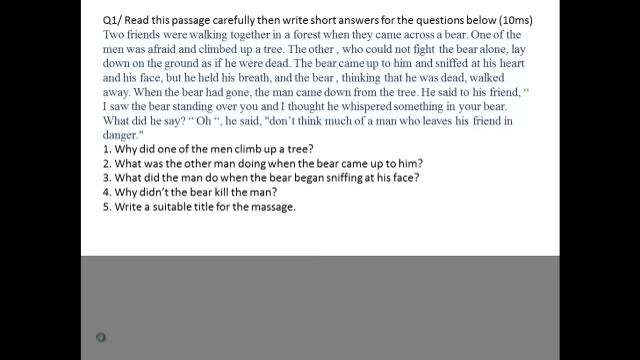 Q1/ Read this passage carefully then write short answers for the questions below (10ms)
Two friends were walking together in a forest when they came across a bear. One of the
men was afraid and climbed up a tree. The other , who could not fight the bear alone, lay
down on the ground as if he were dead. The bear came up to him and sniffed at his heart
and his face, but he held his breath, and the bear , thinking that he was dead, walked
away. When the bear had gone, the man came down from the tree. He said to his friend, “
I saw the bear standing over you and I thought he whispered something in your bear.
What did he say? “ Oh “, he said, "don’t think much of a man who leaves his friend in
danger."
1. Why did one of the men climb up a tree?
2. What was the other man doing when the bear came up to him?
3. What did the man do when the bear began sniffing at his face?
4. Why didn’t the bear kill the man?
5. Write a suitable title for the massage.